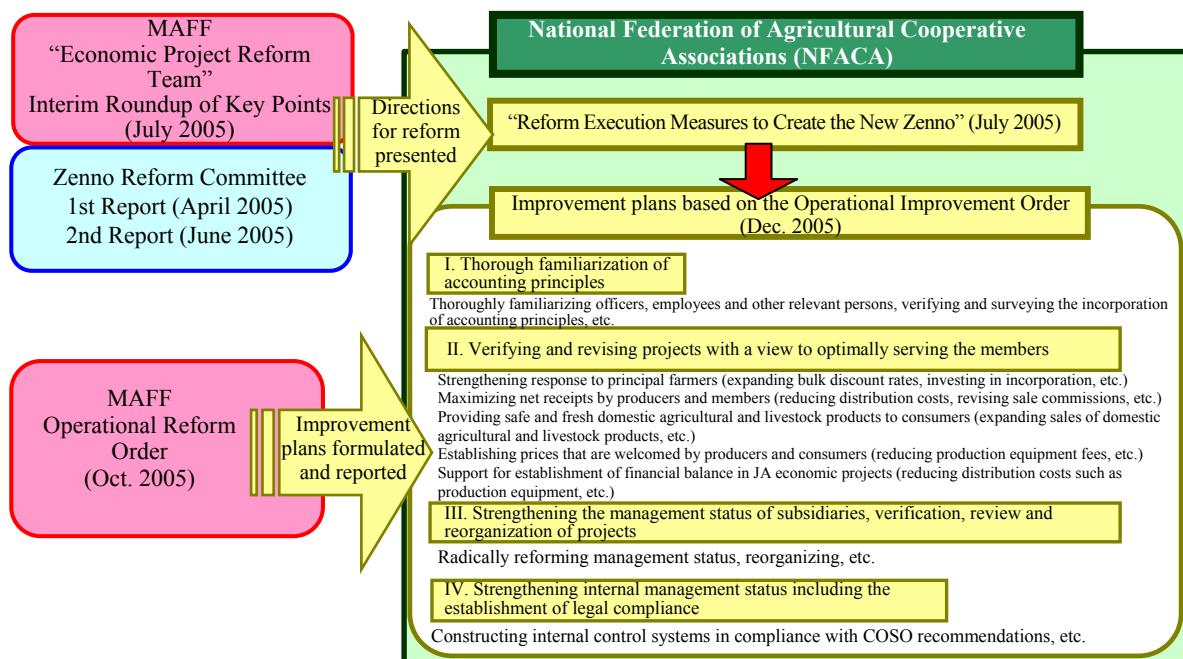 MAFF
“Economic Project Reform
Team”
Interim Roundup of Key Points
(July 2005)
Zenno Reform Committee
1st Report (April 2005)
2nd Report (June 2005)
Directions
for reform
presented
National Federation of Agricultural Cooperative
Associations (NFACA)
“Reform Execution Measures to Create the New Zenno” (July 2005)
Improvement plans based on the Operational Improvement Order
(Dec. 2005)
MAFF
Operational Reform
Order
(Oct. 2005)
Improvement
plans formulated
and reported
I. Thorough familiarization of
accounting principles
Thoroughly familiarizing officers, employees and other relevant persons, verifying and surveying the incorporation
of accounting principles, etc.
II. Verifying and revising projects with a view to optimally serving the members
Strengthening response to principal farmers (expanding bulk discount rates, investing in incorporation, etc.)
Maximizing net receipts by producers and members (reducing distribution costs, revising sale commissions, etc.)
Providing safe and fresh domestic agricultural and livestock products to consumers (expanding sales of domestic
agricultural and livestock products, etc.)
Establishing prices that are welcomed by producers and consumers (reducing production equipment fees, etc.)
Support for establishment of financial balance in JA economic projects (reducing distribution costs such as
production equipment, etc.)
III. Strengthening the management status of subsidiaries, verification, review and
reorganization of projects
Radically reforming management status, reorganizing, etc.
IV. Strengthening internal management status including the
establishment of legal compliance
Constructing internal control systems in compliance with COSO recommendations, etc.